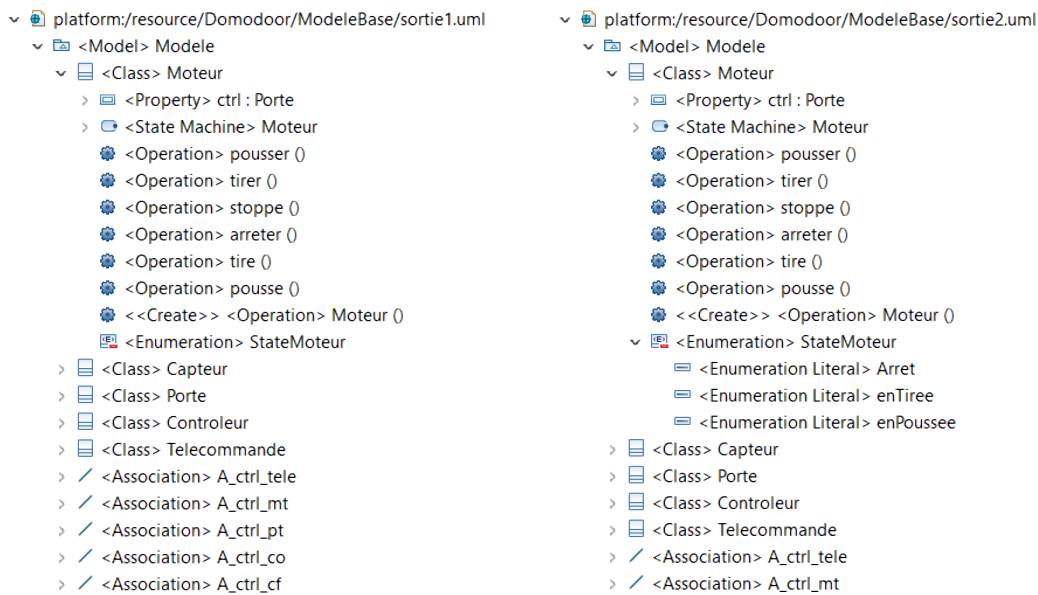 platform:/resource/Domodoor/ModeleBase/sortie1.uml
<Model> Modele
<Class> Moteur
<Property> ctrl : Porte
<State Machine> Moteur
<Operation> pousser ()
<Operation> tirer ()
<Operation> stoppe ()
<Operation> arreter ()
<Operation> tire ()
<Operation> pousse ()
<<Create>> <Operation> Moteur ()
<Enumeration> StateMoteur
<Class> Capteur
<Class> Porte
<Class> Controleur
<Class> Telecommande
<Association> A_ctrl_tele
<Association> A_ctrl_mt
<Association> A_ctrl_pt
<Association> A_ctrl_co
<Association> A_ctrl_cf
platform:/resource/Domodoor/ModeleBase/sortie2.uml
<Model> Modele
<Class> Moteur
<Property> ctrl : Porte
<State Machine> Moteur
<Operation> pousser ()
<Operation> tirer ()
<Operation> stoppe ()
<Operation> arreter ()
<Operation> tire ()
<Operation> pousse ()
<<Create>> <Operation> Moteur ()
<Enumeration> StateMoteur
<Enumeration Literal> Arret
<Enumeration Literal> enTiree
<Enumeration Literal> enPoussee
<Class> Capteur
<Class> Porte
<Class> Controleur
<Class> Telecommande
<Association> A_ctrl_tele
<Association> A_ctrl_mt